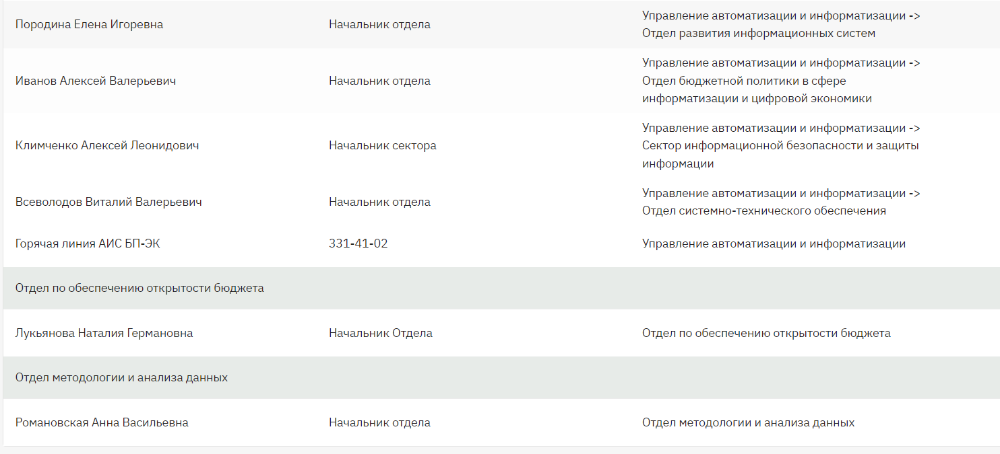 Породина Елена Игоревна
Начальник отдела
Управление автоматизации и информатизации ->
Отдел развития информационных систем
Иванов Алексей Валерьевич
Начальник отдела
Управление автоматизации и информатизации ->
Отдел бюджетной политики в сфере
информатизации и цифровой экономики
Климченко Алексей Леонидович
Начальник сектора
Управление автоматизации и информатизации ->
Сектор информационной безопасности и защиты
информации
Всеволодов Виталий Валерьевич
Начальник отдела
Управление автоматизации и информатизации ->
Отдел системно-технического обеспечения
Горячая линия АИС БП-ЭК
331-41-02
Управление автоматизации и информатизации
Отдел по обеспечению открытости бюджета
Лукьянова Наталия Германовна
Начальник Отдела
Отдел по обеспечению открытости бюджета
Отдел методологии и анализа данных
Романовская Анна Васильевна
Начальник отдела
Отдел методологии и анализа данных